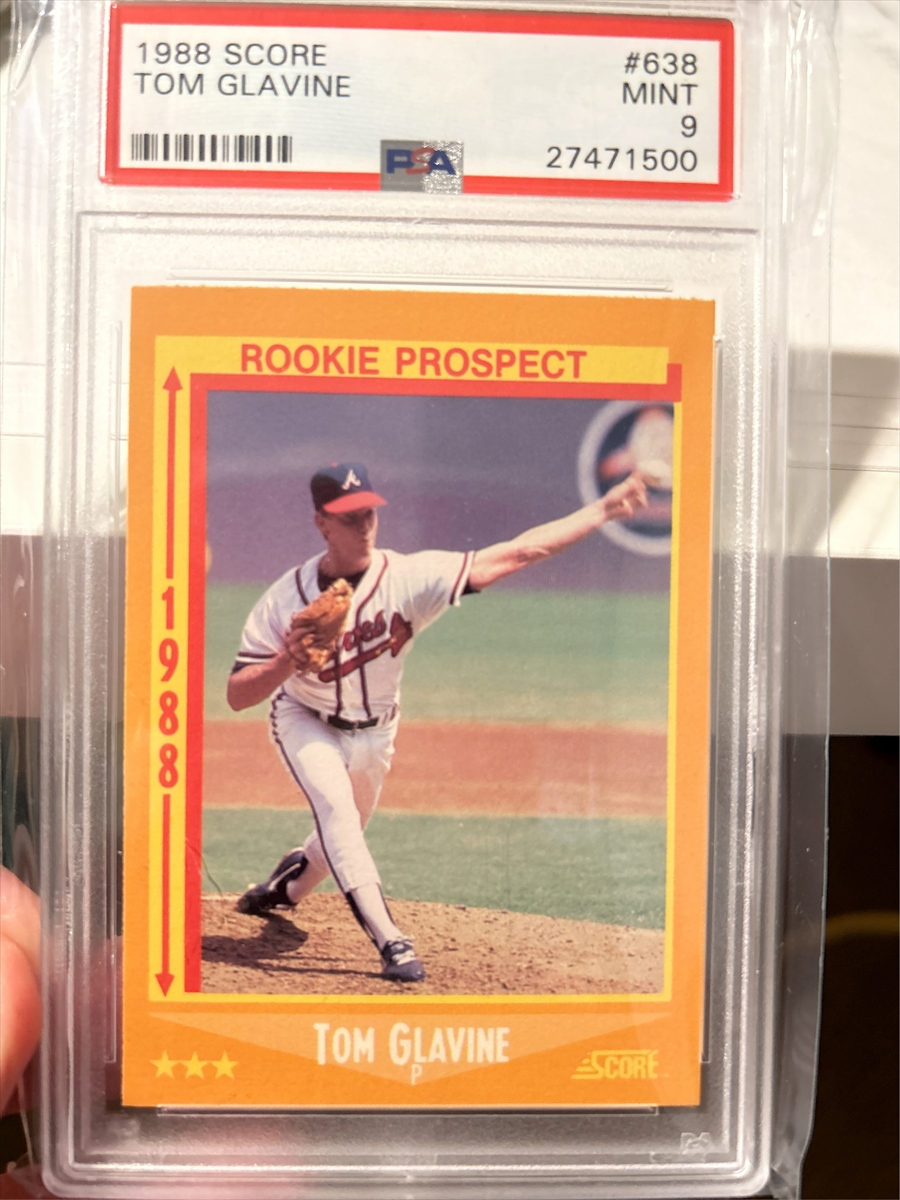 1988 SCORE
#638
TOM GLAVINE
MINT
9
PSA
27471500
ROOKIE PROSPECT
1988
A
TOM GLAVINE
P
SCORE